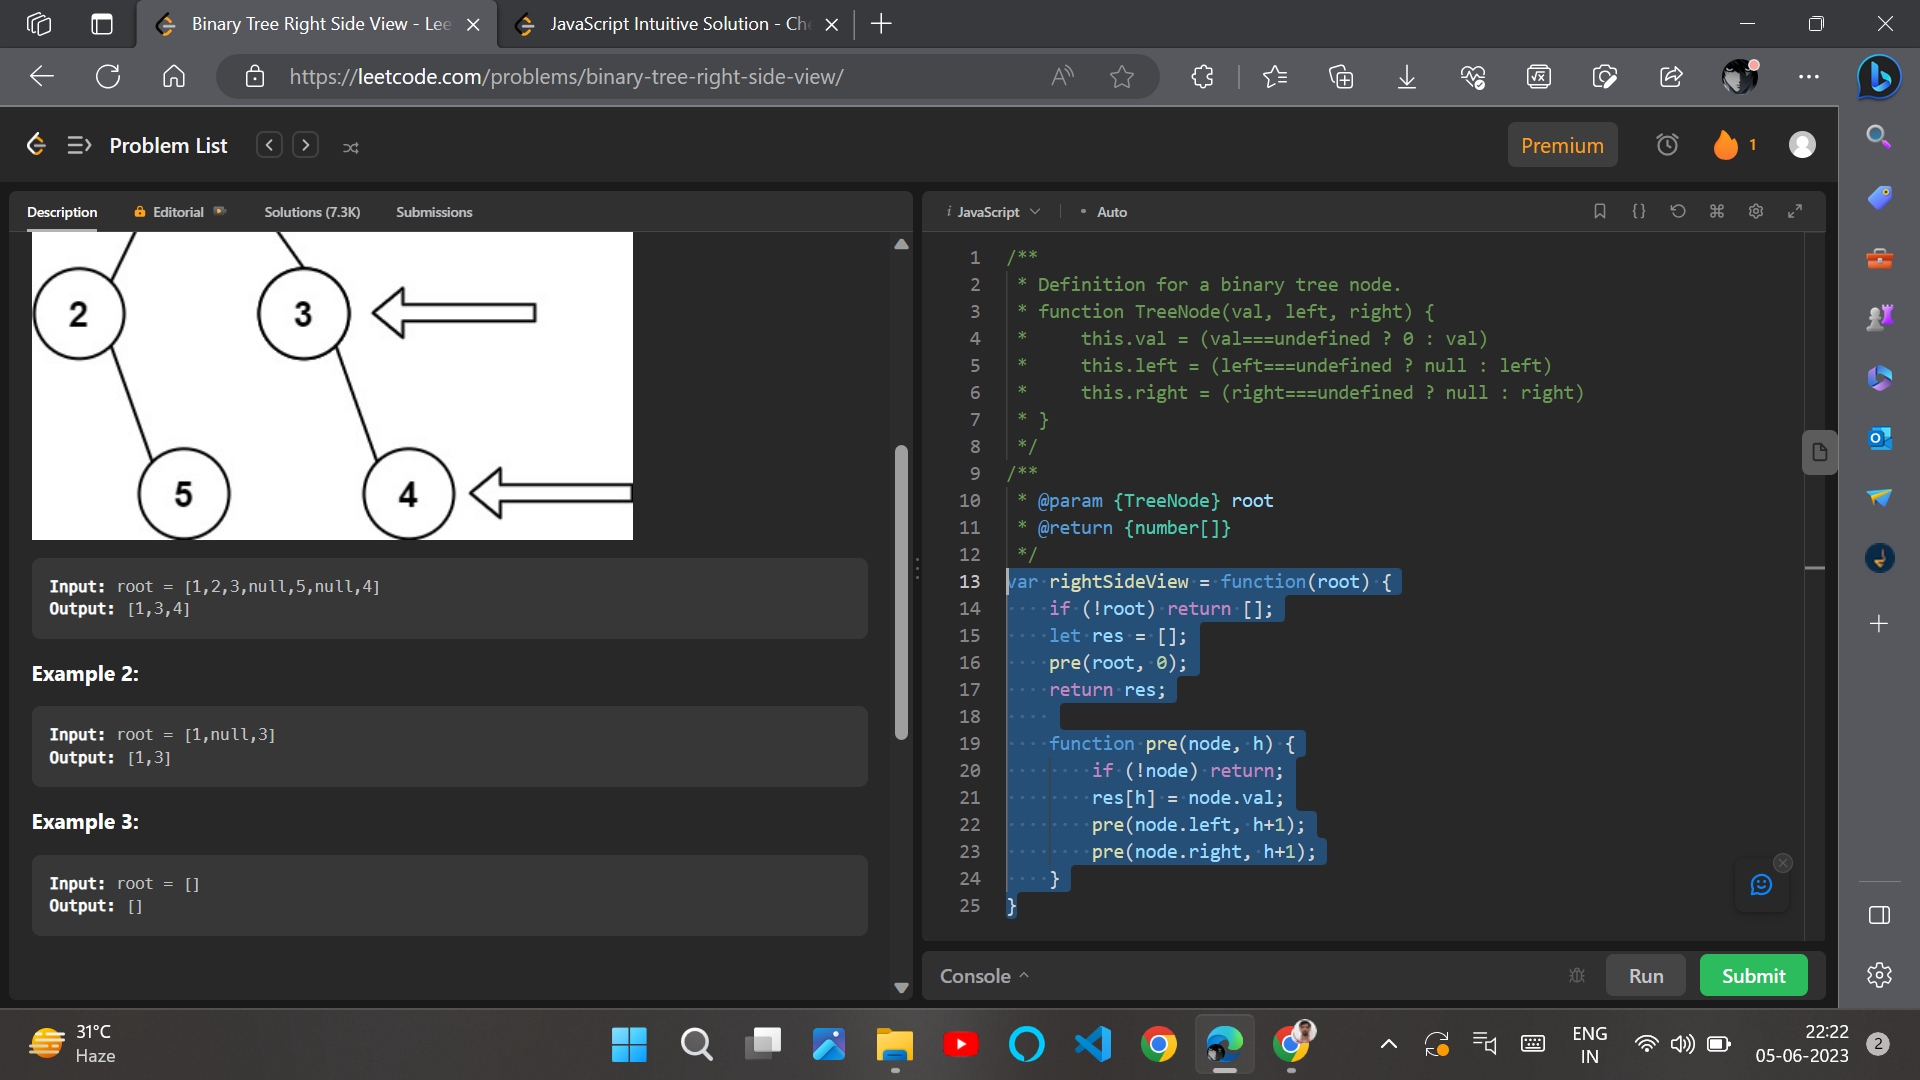 Binary Tree Right Side View - Lee
JavaScript Intuitive Solution - Ch
https://leetcode.com/problems/binary-tree-right-side-view/
Problem List
Premium
1
Description
Editorial
Solutions (7.3K)
Submissions
2
3
5
4
Input: root = [1,2,3,null,5,null,4]
Output: [1,3,4]
Example 2:
Input: root = [1,null,3]
Output: [1,3]
Example 3:
Input: root = []
Output: []
i JavaScript
• Auto
1 /**
2  * Definition for a binary tree node.
3  * function TreeNode(val, left, right) {
4  *     this.val = (val===undefined ? 0 : val)
5  *     this.left = (left===undefined ? null : left)
6  *     this.right = (right===undefined ? null : right)
7  * }
8  */
9 /**
10  * @param {TreeNode} root
11  * @return {number[]}
12  */
13 var rightSideView = function(root) {
14     if (!root) return [];
15     let res = [];
16     pre(root, 0);
17     return res;
18
19     function pre(node, h) {
20         if (!node) return;
21         res[h] = node.val;
22         pre(node.left, h+1);
23         pre(node.right, h+1);
24     }
25 }
Console
Run
Submit
31°C
Haze
ENG
IN
22:22
05-06-2023
2